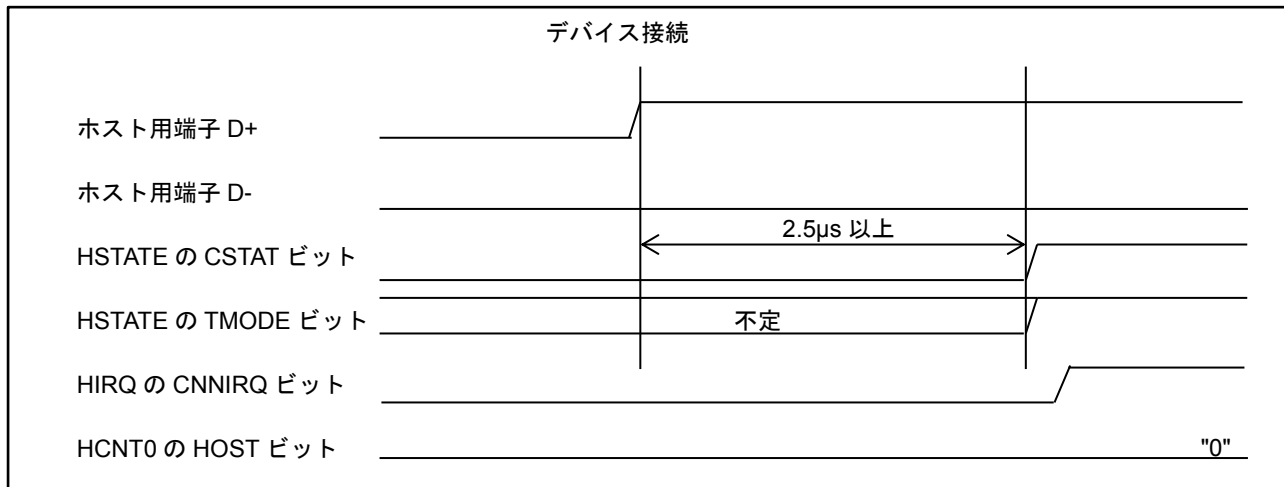 デバイス接続
ホスト用端子 D+
ホスト用端子 D-
2.5µs 以上
HSTATE の CSTAT ビット
HSTATE の TMODE ビット
不定
HIRQ の CNNIRQ ビット
HCNT0 の HOST ビット
"0"